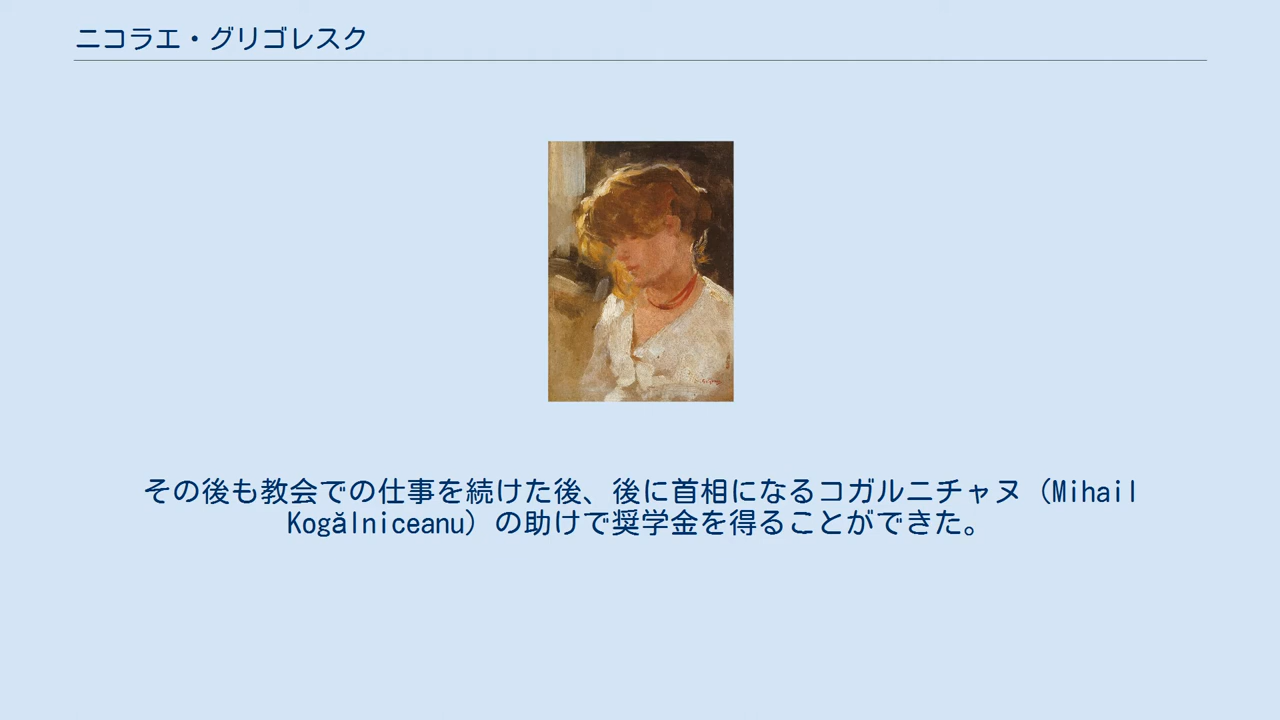 ニコラエ・グリゴレスク
その後も教会での仕事を続けた後、後に首相になるコガルニチャヌ（Mihail
Kogălniceanu）の助けで奨学金を得ることができた。